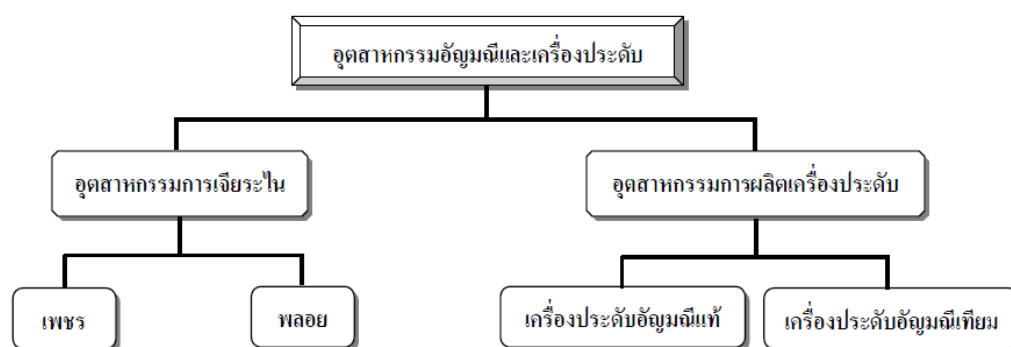 อุตสาหกรรมอัญมณีและเครื่องประดับ
อุตสาหกรรมการเจียระไน
อุตสาหกรรมการผลิตเครื่องประดับ
เพชร
พลอย
เครื่องประดับอัญมณีแท้
เครื่องประดับอัญมณีเทียม